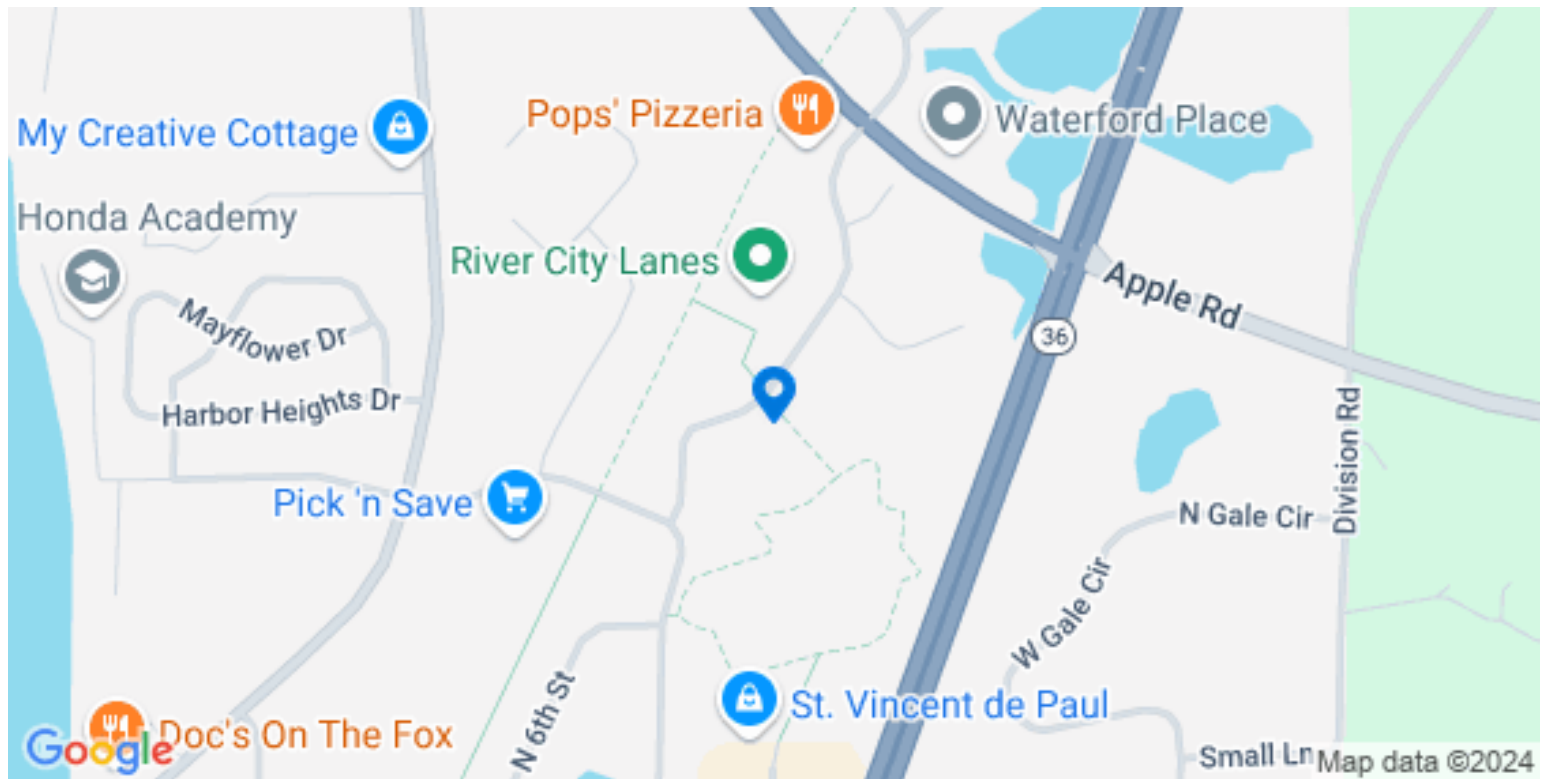 Pops' Pizzeria
My Creative Cottage
Waterford Place
Honda Academy
River City Lanes
Apple Rd
Mayflower Dr
36
Harbor Heights Dr
Division Rd
Pick 'n Save
N Gale Cir
W Gale Cir
N 6th St
St. Vincent de Paul
Doc's On The Fox
Google
Small Ln
Map data ©2024